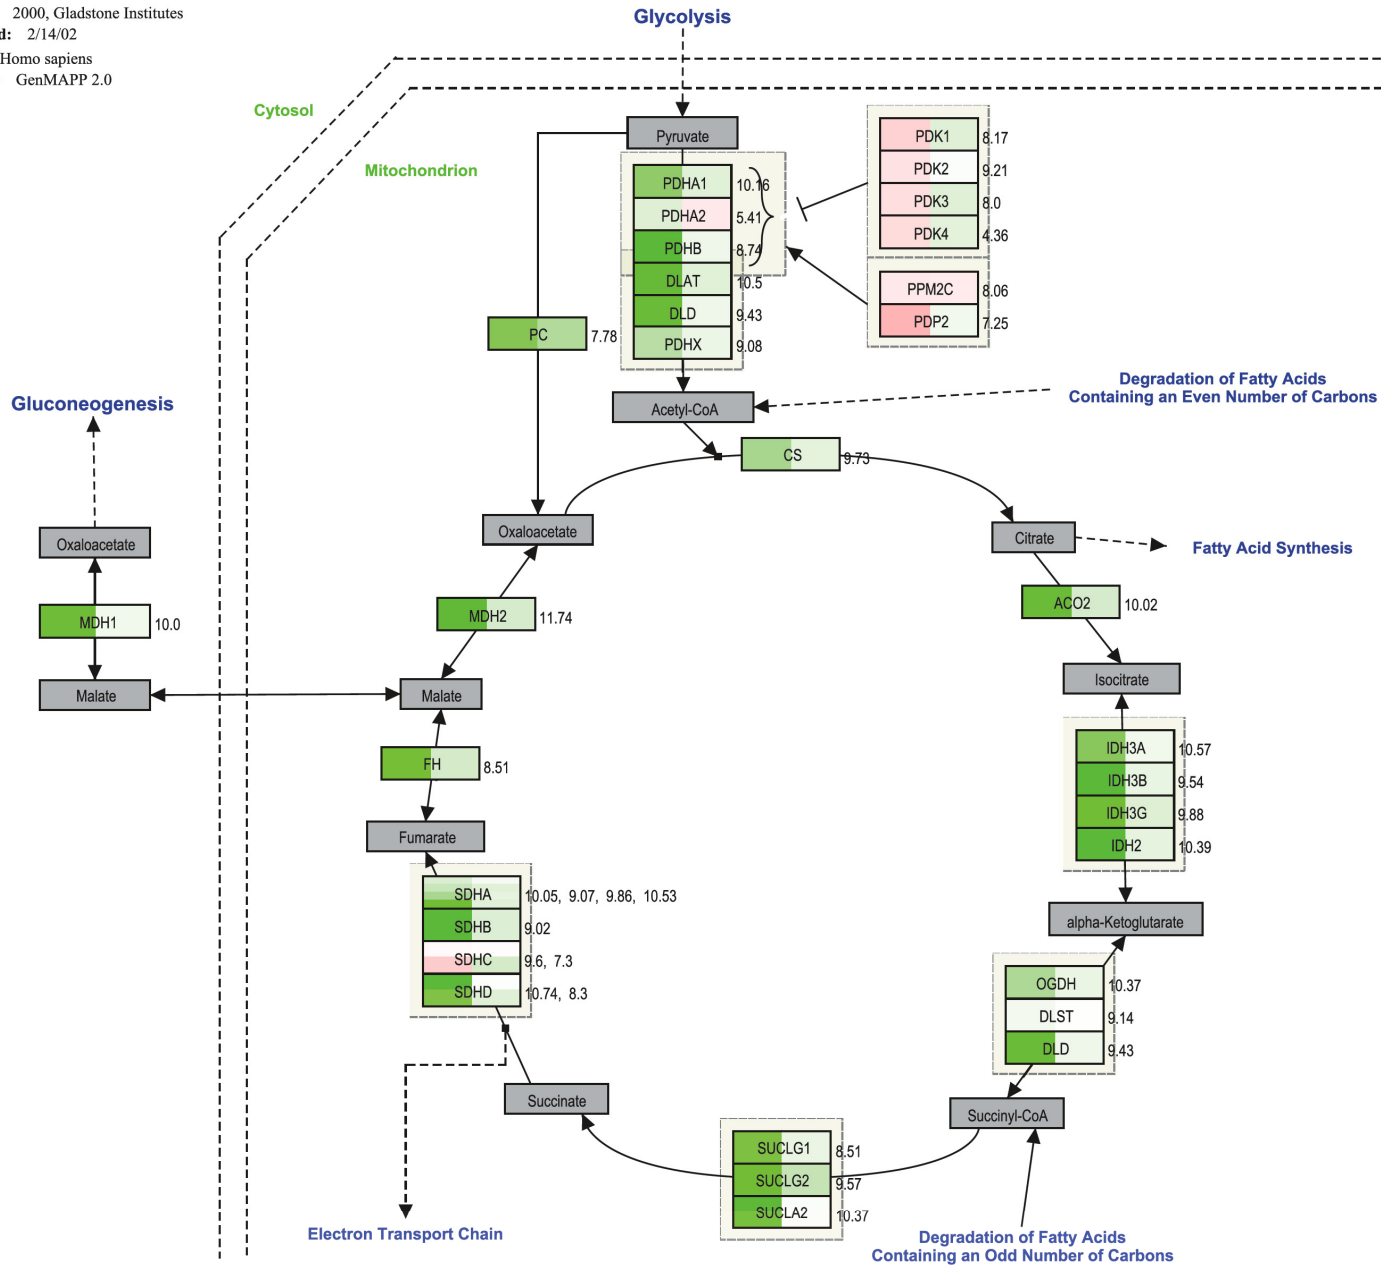 2000, Gladstone Institutes
d: 2/14/02
Homo sapiens
GenMAPP 2.0
Glycolysis
Cytosol
Mitochondrion
Pyruvate
PDHA1 10.16
PDHA2 5.41
PDHB 8.74
DLAT 10.5
DLD 9.43
PDHX 9.08
PDK1 8.17
PDK2 9.21
PDK3 8.0
PDK4 4.36
PPM2C 8.06
PDP2 7.25
PC 7.78
Degradation of Fatty Acids
Containing an Even Number of Carbons
Acetyl-CoA
Gluconeogenesis
CS 9.73
Oxaloacetate
Oxaloacetate
Citrate
Fatty Acid Synthesis
MDH1 10.0
MDH2 11.74
ACO2 10.02
Malate
Malate
Isocitrate
FH 8.51
IDH3A 10.57
IDH3B 9.54
IDH3G 9.88
IDH2 10.39
Fumarate
SDHA 10.05, 9.07, 9.86, 10.53
SDHB 9.02
SDHC 9.6, 7.3
SDHD 10.74, 8.3
alpha-Ketoglutarate
OGDH 10.37
DLST 9.14
DLD 9.43
Succinate
Succinyl-CoA
SUCLG1 8.51
SUCLG2 9.57
SUCLA2 10.37
Electron Transport Chain
Degradation of Fatty Acids
Containing an Odd Number of Carbons